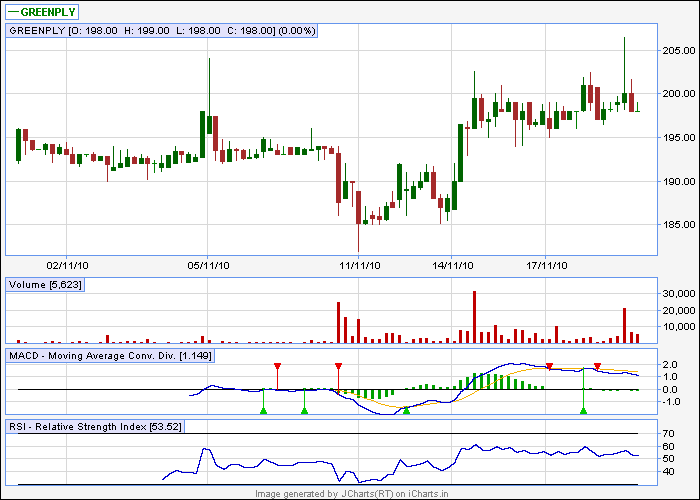 GREENPLY
GREENPLY [O: 198.00 H: 199.00 L: 198.00 C: 198.00] (0.00%)
205.00
200.00
195.00
190.00
185.00
02/11/10 05/11/10 11/11/10 14/11/10 17/11/10
Volume [5,623]
30,000
20,000
10,000
MACD - Moving Average Conv. Div. [1.149]
2.0
1.0
0.0
-1.0
RSI - Relative Strength Index [53.52]
70
60
50
40
Image generated by JCharts(RT) on iCharts.in